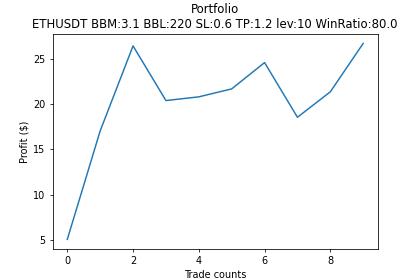 Portfolio
ETHUSDT BBM:3.1 BBL:220 SL:0.6 TP:1.2 lev:10 WinRatio:80.0
Profit ($)
25
20
15
10
5
0 2 4 6 8
Trade counts